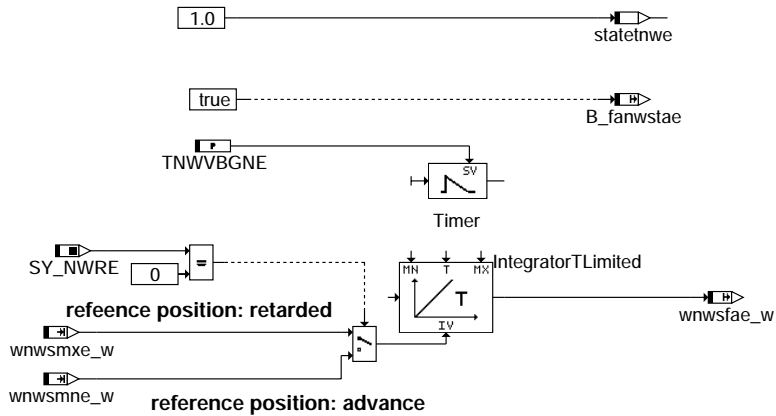 1.0
statetnwe
true
B_fanwstae
P
TNWVBGNE
SV
Timer
SY_NWRE
0
=
MN T MX
IntegratorTLimited
T
IV
wnwsfae_w
refeence position: retarded
wnwsmxe_w
wnwsmne_w
reference position: advance